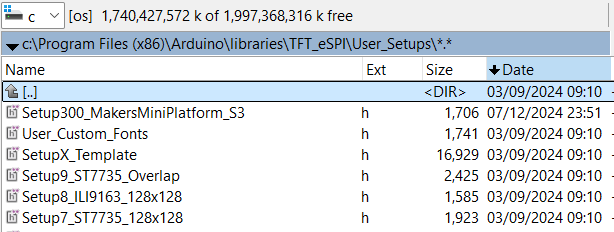 c [os] 1,740,427,572 k of 1,997,368,316 k free
c:\Program Files (x86)\Arduino\libraries\TFT_eSPI\User_Setups\*.*
Name Ext Size Date
[..] <DIR> 03/09/2024 09:10
Setup300_MakersMiniPlatform_S3 h 1,706 07/12/2024 23:51
User_Custom_Fonts h 1,741 03/09/2024 09:10
SetupX_Template h 16,929 03/09/2024 09:10
Setup9_ST7735_Overlap h 2,425 03/09/2024 09:10
Setup8_ILI9163_128x128 h 1,585 03/09/2024 09:10
Setup7_ST7735_128x128 h 1,923 03/09/2024 09:10